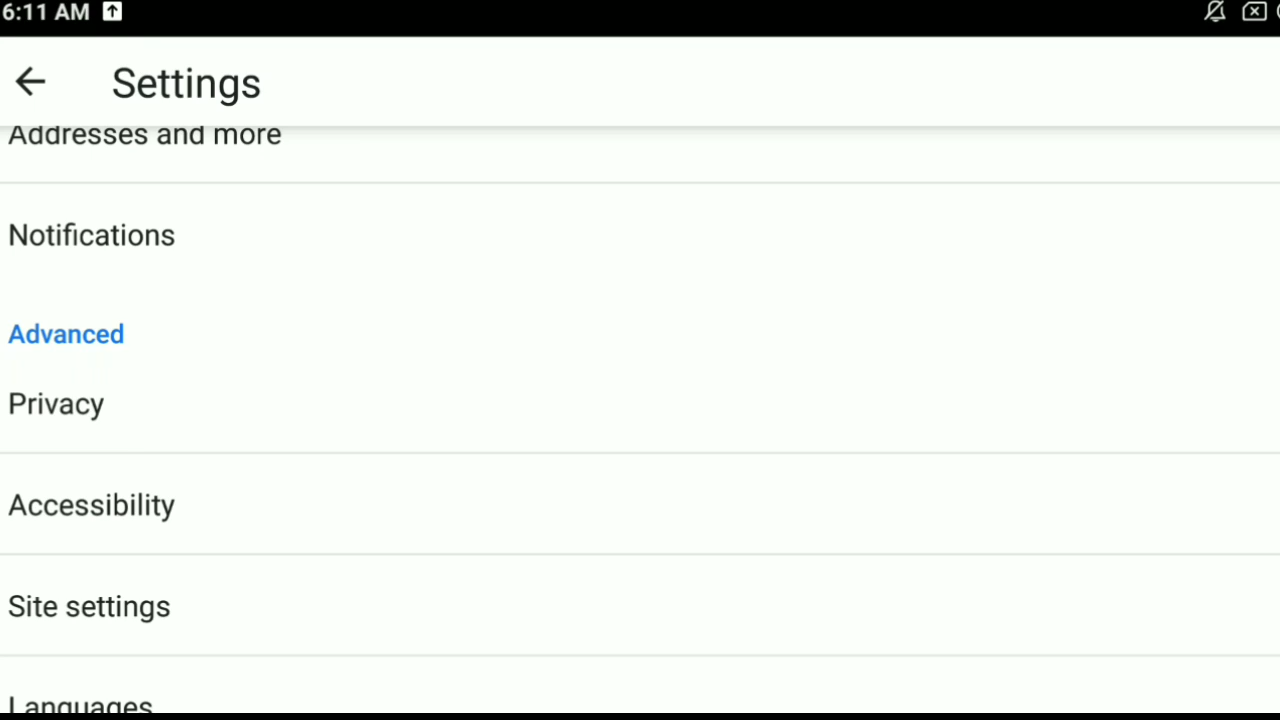 6:11 AM
Settings
Addresses and more
Notifications
Advanced
Privacy
Accessibility
Site settings
Languages